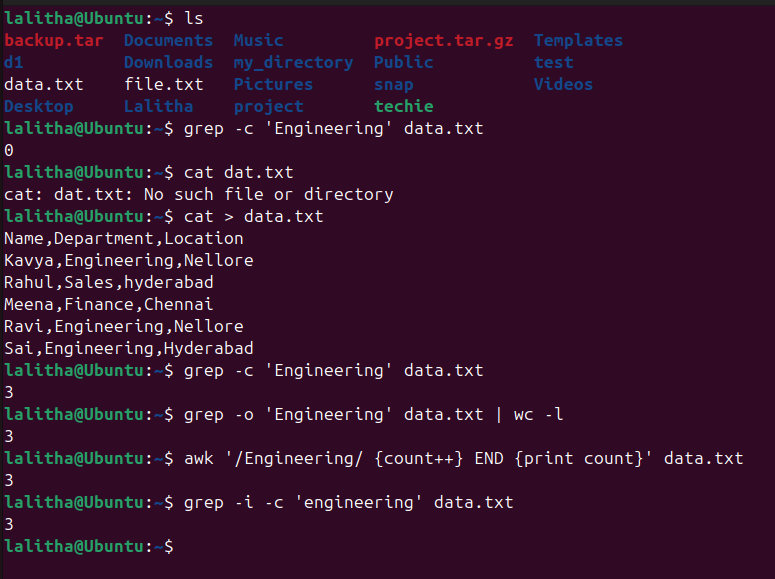 lalitha@Ubuntu:~$ ls
backup.tar  Documents  Music         project.tar.gz  Templates
d1          Downloads  my_directory  Public          test
data.txt    file.txt   Pictures      snap            Videos
Desktop     Lalitha    project       techie
lalitha@Ubuntu:~$ grep -c 'Engineering' data.txt
0
lalitha@Ubuntu:~$ cat dat.txt
cat: dat.txt: No such file or directory
lalitha@Ubuntu:~$ cat > data.txt
Name,Department,Location
Kavya,Engineering,Nellore
Rahul,Sales,hyderabad
Meena,Finance,Chennai
Ravi,Engineering,Nellore
Sai,Engineering,Hyderabad
lalitha@Ubuntu:~$ grep -c 'Engineering' data.txt
3
lalitha@Ubuntu:~$ grep -o 'Engineering' data.txt | wc -l
3
lalitha@Ubuntu:~$ awk '/Engineering/ {count++} END {print count}' data.txt
3
lalitha@Ubuntu:~$ grep -i -c 'engineering' data.txt
3
lalitha@Ubuntu:~$